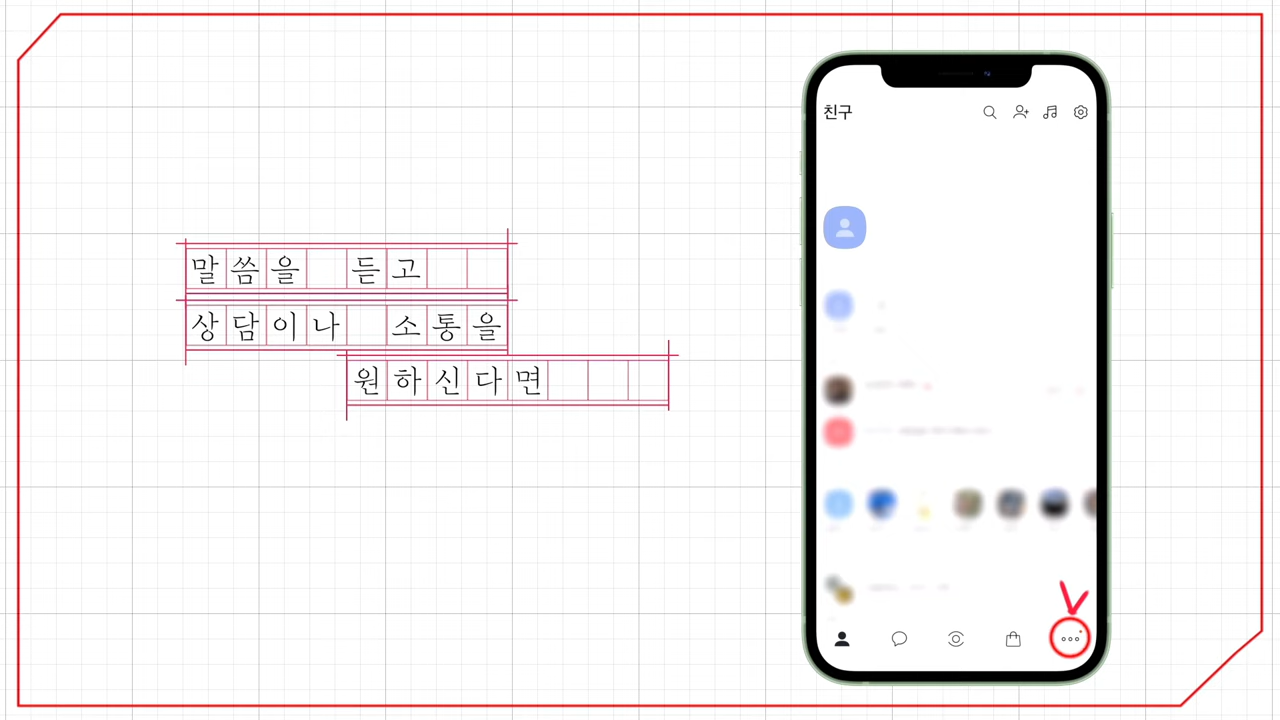 말씀을 듣고
상담이나 소통을
원하신다면
친구